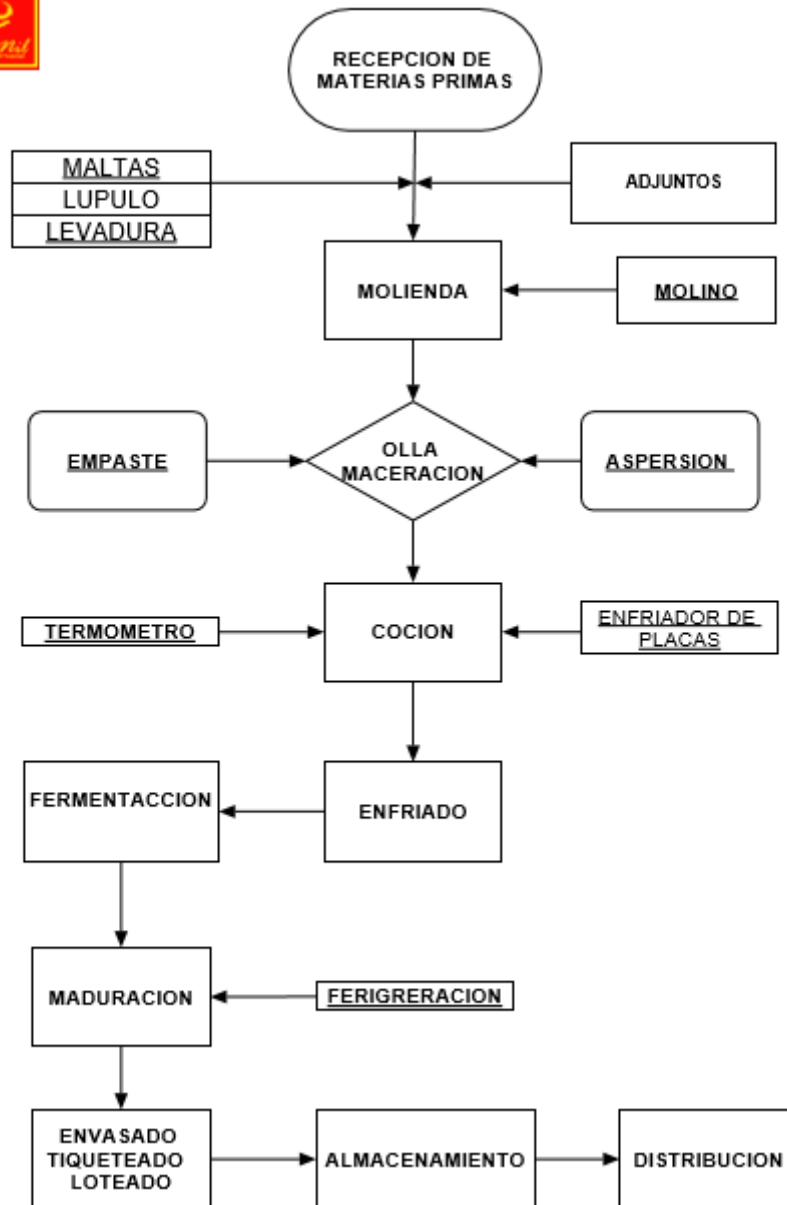 RECEPCION DE
MATERIAS PRIMAS
MALTAS
LUPULO
LEVADURA
ADJUNTOS
MOLIENDA
MOLINO
EMPASTE
OLLA
MACERACION
ASPERSION
TERMOMETRO
COCION
ENFRIADOR DE
PLACAS
FERMENTACCION
ENFRIADO
MADURACION
FERIGRERACION
ENVASADO
TIQUETEADO
LOTEADO
ALMACENAMIENTO
DISTRIBUCION